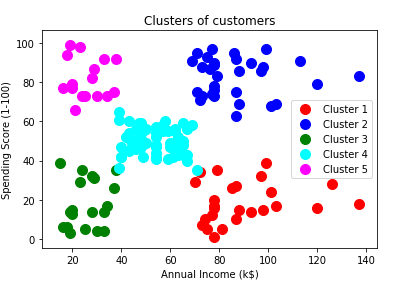 Clusters of customers
Spending Score (1-100)
100
80
60
40
20
0
Cluster 1
Cluster 2
Cluster 3
Cluster 4
Cluster 5
20 40 60 80 100 120 140
Annual Income (k$)